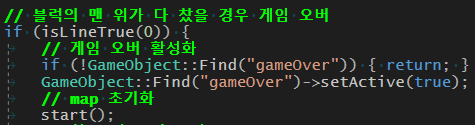 // 블럭의 맨 위가 다 찼을 경우 게임 오버
if (isLineTrue(0)) {
// 게임 오버 활성화
if (!GameObject::Find("gameOver")) { return; }
GameObject::Find("gameOver")->setActive(true);
// map 초기화
start();